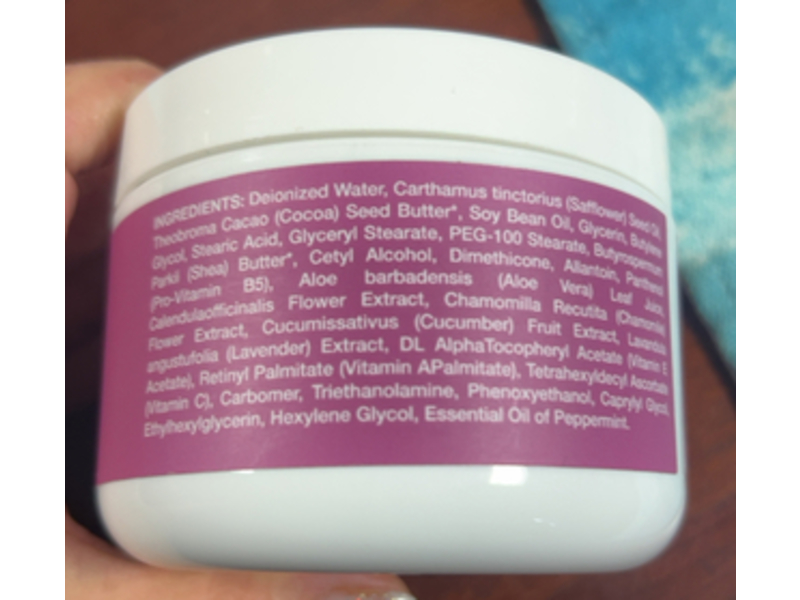 INGREDIENTS: Deionized Water, Carthamus tinctorius (Safflower) Seed Oil,
Theobroma Cacao (Cocoa) Seed Butter*, Soy Bean Oil, Glycerin, Butylene
Glycol, Stearic Acid, Glyceryl Stearate, PEG-100 Stearate, Butyrospermum
Parkii (Shea) Butter*, Cetyl Alcohol, Dimethicone, Allantoin, Panthenol
(Pro-Vitamin B5), Aloe barbadensis (Aloe Vera) Leaf Juice,
Calendulaofficinalis Flower Extract, Chamomilla Recutita (Chamomile)
Flower Extract, Cucumissativus (Cucumber) Fruit Extract, Lavandula
angustufolia (Lavender) Extract, DL AlphaTocopheryl Acetate (Vitamin E
Acetate), Retinyl Palmitate (Vitamin APalmitate), Tetrahexyldecyl Ascorbate
(Vitamin C), Carbomer, Triethanolamine, Phenoxyethanol, Caprylyl Glycol,
Ethylhexylglycerin, Hexylene Glycol, Essential Oil of Peppermint.